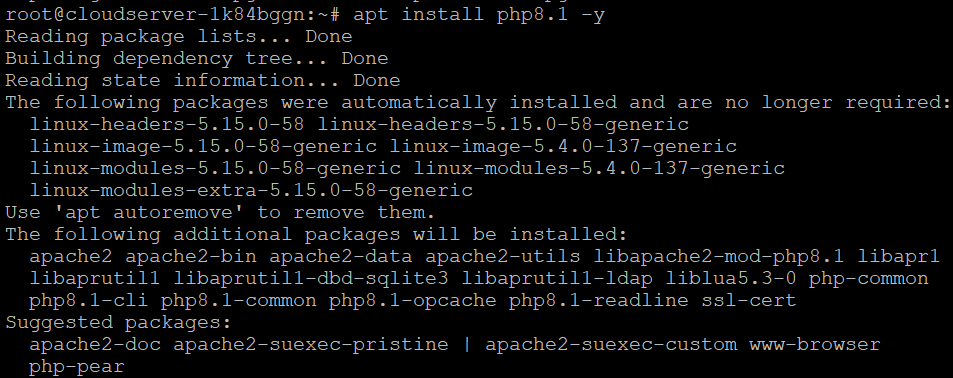 root@cloudserver-1k84bggn:~# apt install php8.1 -y
Reading package lists... Done
Building dependency tree... Done
Reading state information... Done
The following packages were automatically installed and are no longer required:
  linux-headers-5.15.0-58 linux-headers-5.15.0-58-generic
  linux-image-5.15.0-58-generic linux-image-5.4.0-137-generic
  linux-modules-5.15.0-58-generic linux-modules-5.4.0-137-generic
  linux-modules-extra-5.15.0-58-generic
Use 'apt autoremove' to remove them.
The following additional packages will be installed:
  apache2 apache2-bin apache2-data apache2-utils libapache2-mod-php8.1 libapr1
  libaprutil1 libaprutil1-dbd-sqlite3 libaprutil1-ldap liblua5.3-0 php-common
  php8.1-cli php8.1-common php8.1-opcache php8.1-readline ssl-cert
Suggested packages:
  apache2-doc apache2-suexec-pristine | apache2-suexec-custom www-browser
  php-pear